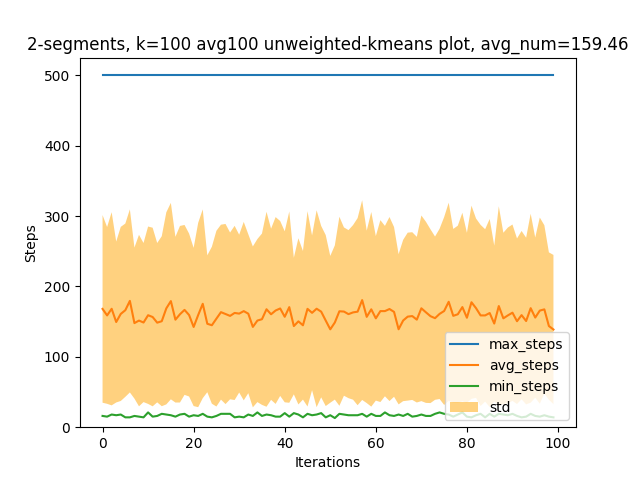 2-segments, k=100 avg100 unweighted-kmeans plot, avg_num=159.46
500
400
300
200
100
0
Steps
max_steps
avg_steps
min_steps
std
0 20 40 60 80 100
Iterations